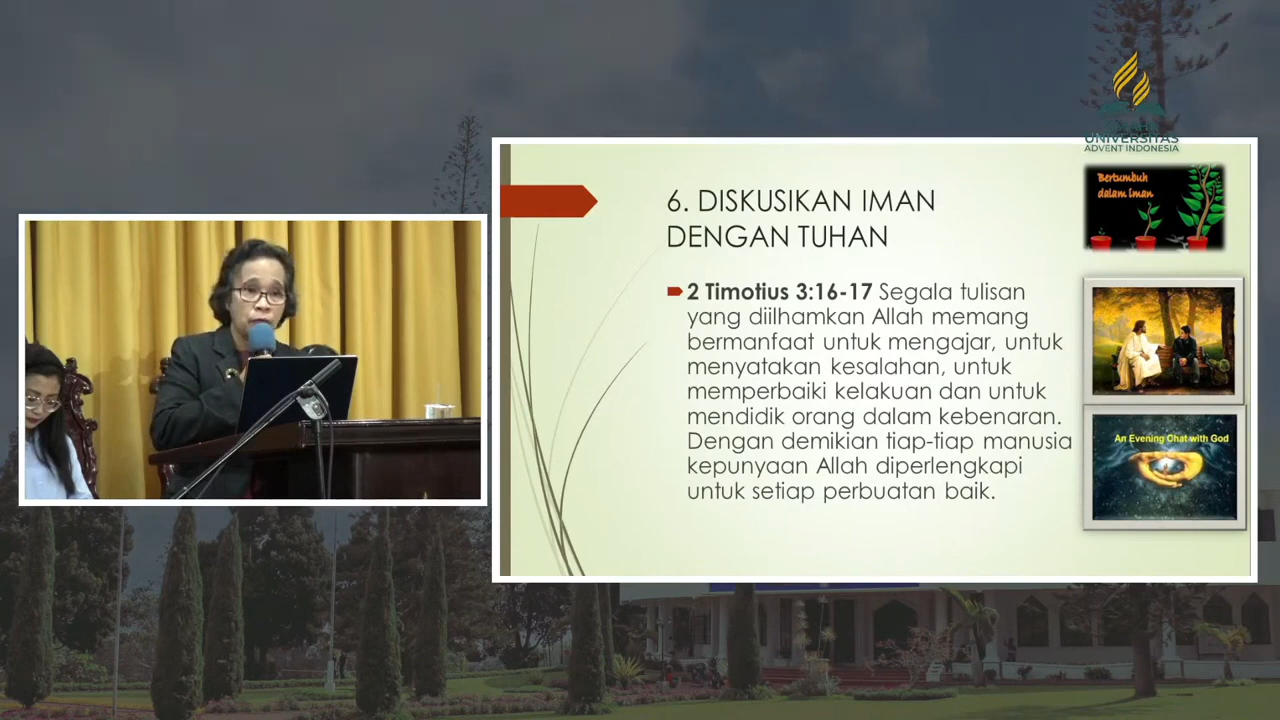 UNIVERSITAS
ADVENT INDONESIA
6. DISKUSIKAN IMAN
DENGAN TUHAN
2 Timotius 3:16-17 Segala tulisan
yang diilhamkan Allah memang
bermanfaat untuk mengajar, untuk
menyatakan kesalahan, untuk
memperbaiki kelakuan dan untuk
mendidik orang dalam kebenaran.
Dengan demikian tiap-tiap manusia
kepunyaan Allah diperlengkapi
untuk setiap perbuatan baik.
Bertumbuh
dalam iman
An Evening Chat with God